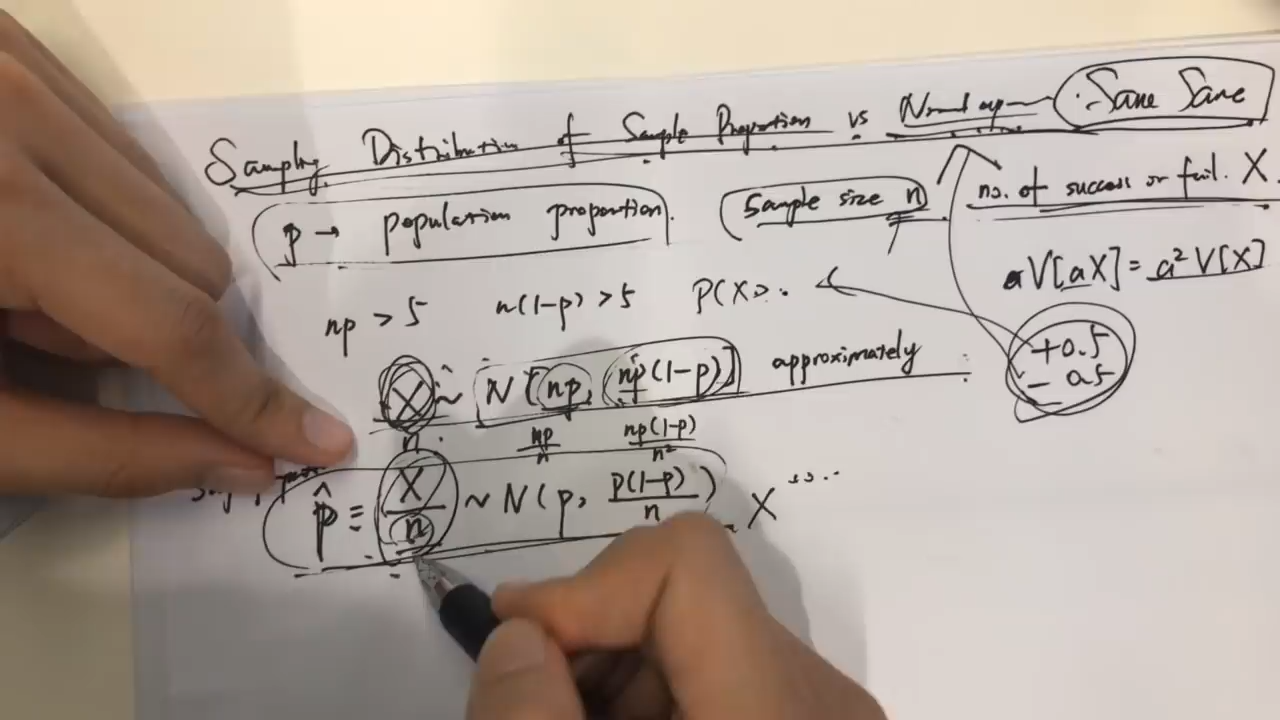 Sampling Distribution of Sample Proportion vs Normal app Same Same
no. of success or fail. X
p → population proportion. Sample size n
aV[aX] = a² V[X]
np > 5 n(1-p) > 5 P(X>.
+0.5
- 0.5
X ~ N [np, np(1-p)] approximately
n np/n np(1-p)/n²
p̂ ≡ X/n ~ N(p, p(1-p)/n) X